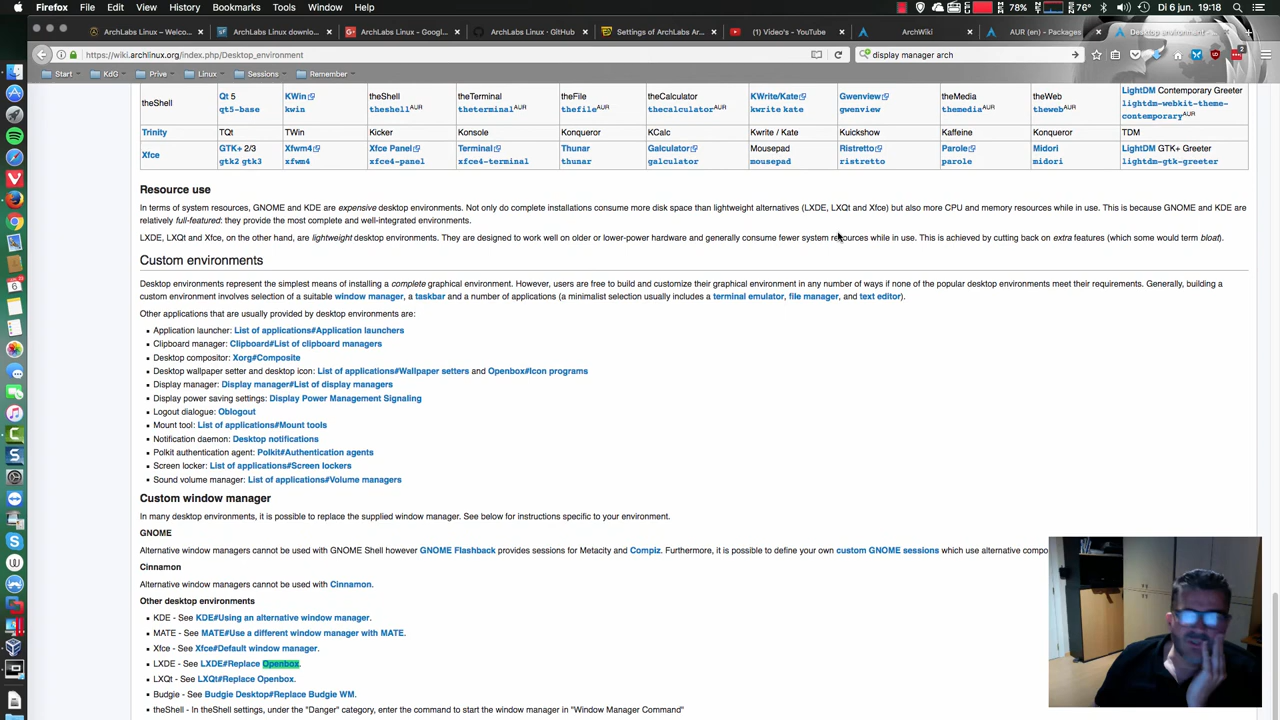 Firefox File Edit View History Bookmarks Tools Window Help
78% 76° 19:18
ArchLabs Linux – Welco...
ArchLabs Linux downlo...
ArchLabs Linux - Googl...
ArchLabs Linux · GitHub
Settings of ArchLabs Ar...
(1) Video's - YouTube
ArchWiki
AUR (en) - Packages
Desktop environment -
https://wiki.archlinux.org/index.php/Desktop_environment
display manager arch
Start KdG Prive Linux Sessions Remember
theShell Qt 5 qt5-base KWin kwin theShell theshellAUR theTerminal theterminalAUR theFile thefileAUR theCalculator thecalculatorAUR KWrite/Kate kwrite kate Gwenview gwenview theMedia themediaAUR theWeb thewebAUR LightDM Contemporary Greeter lightdm-webkit-theme-contemporaryAUR
Trinity TQt TWin Kicker Konsole Konqueror KCalc Kwrite / Kate Kuickshow Kaffeine Konqueror TDM
Xfce GTK+ 2/3 gtk2 gtk3 Xfwm4 xfwm4 Xfce Panel xfce4-panel Terminal xfce4-terminal Thunar thunar Galculator galculator Mousepad mousepad Ristretto ristretto Parole parole Midori midori LightDM GTK+ Greeter lightdm-gtk-greeter
Resource use
In terms of system resources, GNOME and KDE are expensive desktop environments. Not only do complete installations consume more disk space than lightweight alternatives (LXDE, LXQt and Xfce) but also more CPU and memory resources while in use. This is because GNOME and KDE are
relatively full-featured: they provide the most complete and well-integrated environments.
LXDE, LXQt and Xfce, on the other hand, are lightweight desktop environments. They are designed to work well on older or lower-power hardware and generally consume fewer system resources while in use. This is achieved by cutting back on extra features (which some would term bloat).
Custom environments
Desktop environments represent the simplest means of installing a complete graphical environment. However, users are free to build and customize their graphical environment in any number of ways if none of the popular desktop environments meet their requirements. Generally, building a
custom environment involves selection of a suitable window manager, a taskbar and a number of applications (a minimalist selection usually includes a terminal emulator, file manager, and text editor).
Other applications that are usually provided by desktop environments are:
Application launcher: List of applications#Application launchers
Clipboard manager: Clipboard#List of clipboard managers
Desktop compositor: Xorg#Composite
Desktop wallpaper setter and desktop icon: List of applications#Wallpaper setters and Openbox#Icon programs
Display manager: Display manager#List of display managers
Display power saving settings: Display Power Management Signaling
Logout dialogue: Oblogout
Mount tool: List of applications#Mount tools
Notification daemon: Desktop notifications
Polkit authentication agent: Polkit#Authentication agents
Screen locker: List of applications#Screen lockers
Sound volume manager: List of applications#Volume managers
Custom window manager
In many desktop environments, it is possible to replace the supplied window manager. See below for instructions specific to your environment.
GNOME
Alternative window managers cannot be used with GNOME Shell however GNOME Flashback provides sessions for Metacity and Compiz. Furthermore, it is possible to define your own custom GNOME sessions which use alternative compo
Cinnamon
Alternative window managers cannot be used with Cinnamon.
Other desktop environments
KDE - See KDE#Using an alternative window manager.
MATE - See MATE#Use a different window manager with MATE.
Xfce - See Xfce#Default window manager.
LXDE - See LXDE#Replace Openbox.
LXQt - See LXQt#Replace Openbox.
Budgie - See Budgie Desktop#Replace Budgie WM.
theShell - In theShell settings, under the "Danger" category, enter the command to start the window manager in "Window Manager Command"